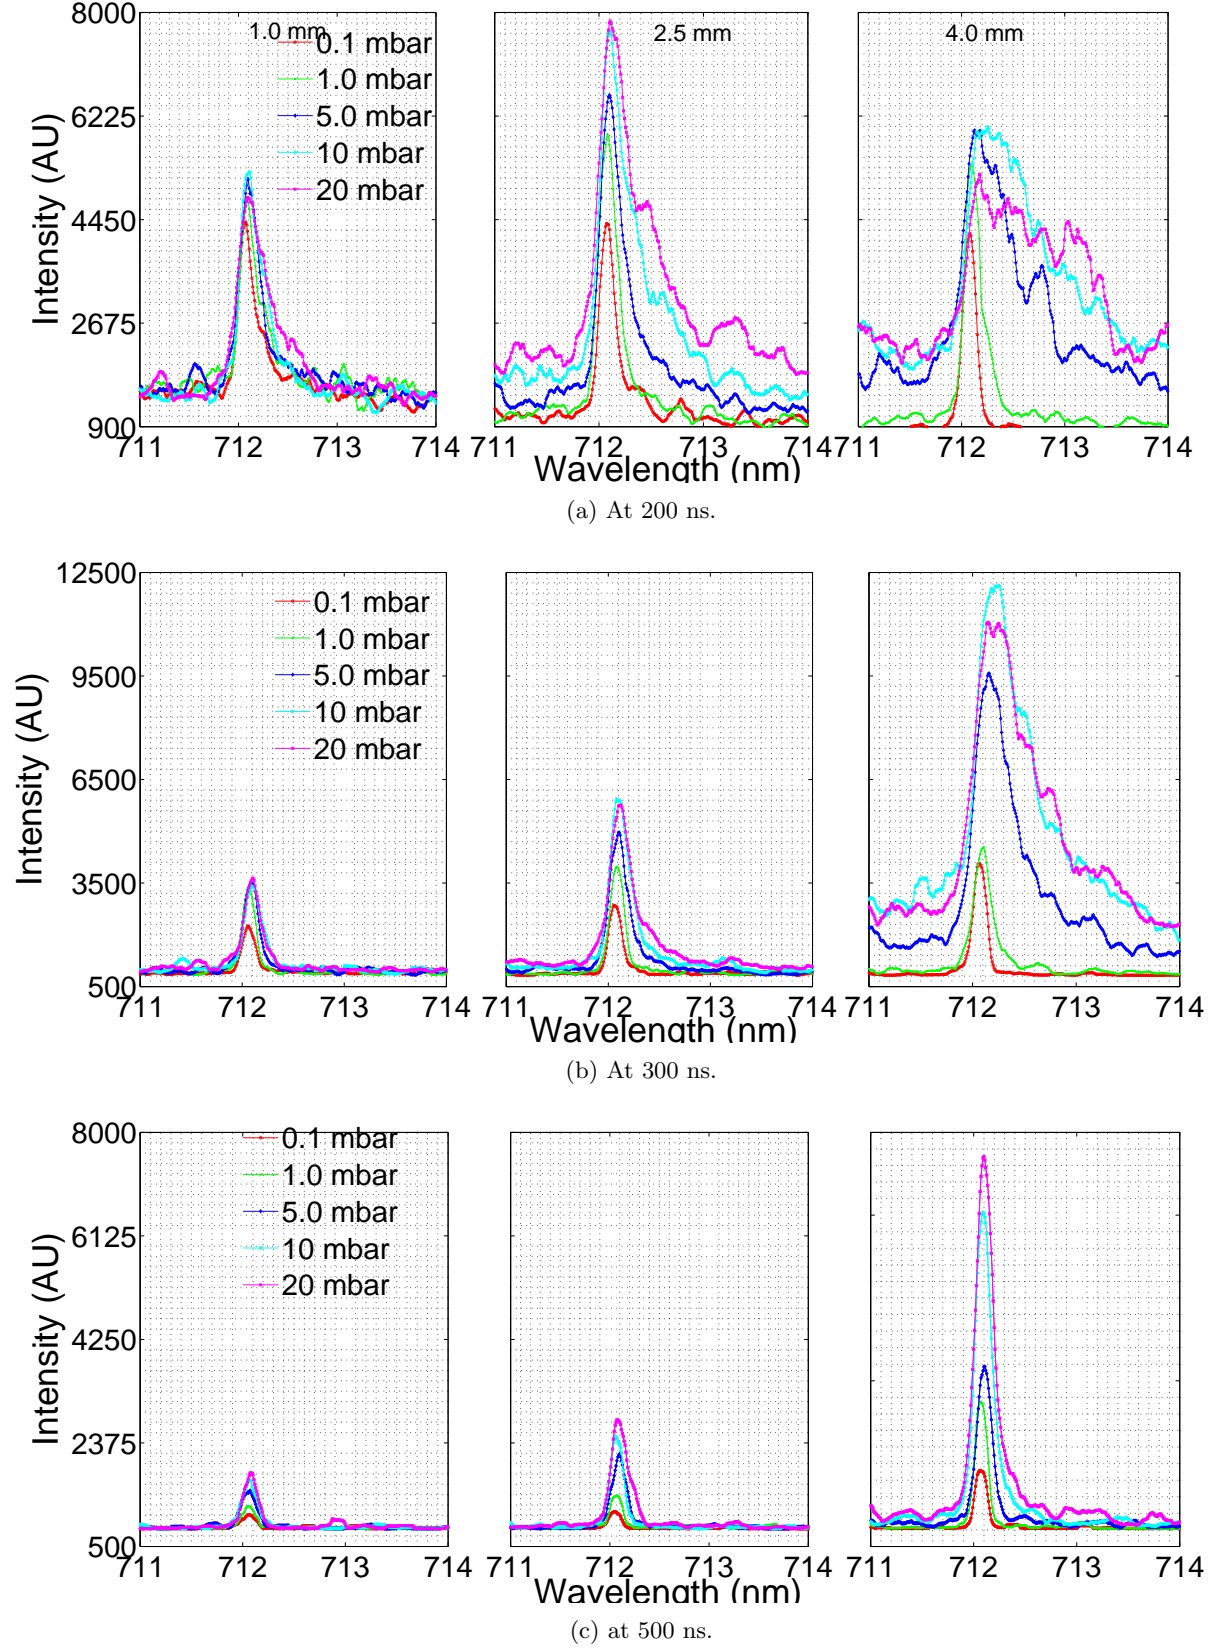 8000
6225
4450
2675
900
Intensity (AU)
1.0 mm
0.1 mbar
1.0 mbar
5.0 mbar
10 mbar
20 mbar
2.5 mm
4.0 mm
711 712 713 714
711 712 713 714
711 712 713 714
Wavelength (nm)
(a) At 200 ns.
12500
9500
6500
3500
500
Intensity (AU)
0.1 mbar
1.0 mbar
5.0 mbar
10 mbar
20 mbar
711 712 713 714
711 712 713 714
711 712 713 714
Wavelength (nm)
(b) At 300 ns.
8000
6125
4250
2375
500
Intensity (AU)
0.1 mbar
1.0 mbar
5.0 mbar
10 mbar
20 mbar
711 712 713 714
711 712 713 714
711 712 713 714
Wavelength (nm)
(c) at 500 ns.